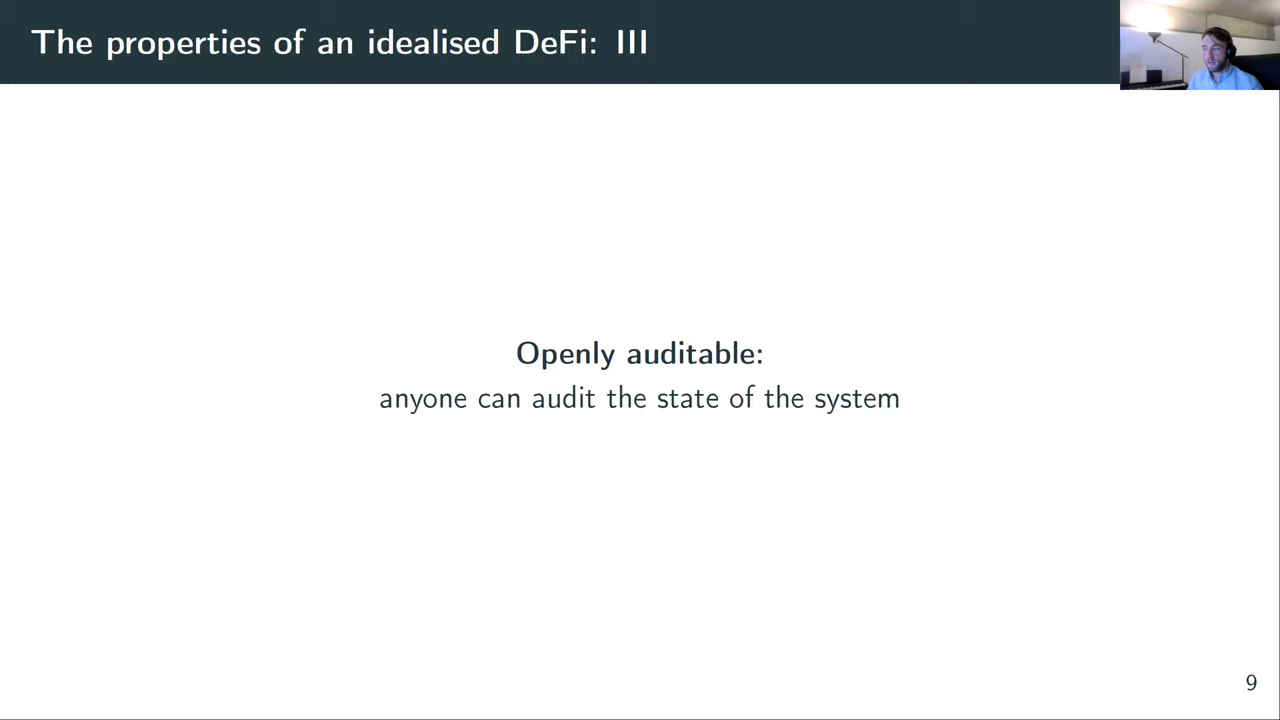 The properties of an idealised DeFi: III
Openly auditable:
anyone can audit the state of the system
9